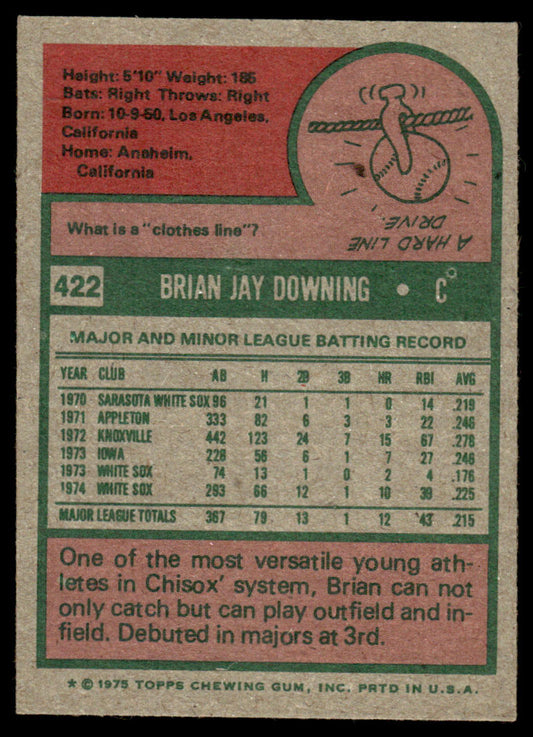 Height: 5'10" Weight: 185
Bats: Right Throws: Right
Born: 10-9-50, Los Angeles,
California
Home: Anaheim,
California
What is a "clothes line"?
A HARD LINE
DRIVE.
422 BRIAN JAY DOWNING • C
MAJOR AND MINOR LEAGUE BATTING RECORD
YEAR CLUB AB H 2B 3B HR RBI AVG
1970 SARASOTA WHITE SOX 96 21 1 1 0 14 .219
1971 APPLETON 333 82 6 3 3 22 .246
1972 KNOXVILLE 442 123 24 7 15 67 .278
1973 IOWA 228 56 6 1 7 27 .246
1973 WHITE SOX 74 13 1 0 2 4 .176
1974 WHITE SOX 293 66 12 1 10 39 .225
MAJOR LEAGUE TOTALS 367 79 13 1 12 43 .215
One of the most versatile young ath-
letes in Chisox' system, Brian can not
only catch but can play outfield and in-
field. Debuted in majors at 3rd.
* © 1975 TOPPS CHEWING GUM, INC. PRTD IN U.S.A.